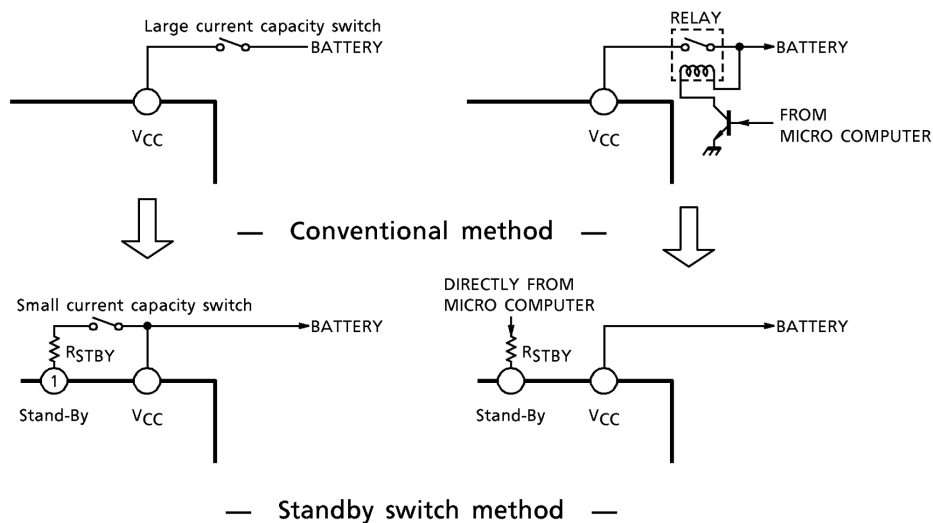 Large current capacity switch
BATTERY
VCC
RELAY
BATTERY
VCC
FROM
MICRO COMPUTER
— Conventional method —
Small current capacity switch
BATTERY
RSTBY
1
Stand-By
VCC
DIRECTLY FROM
MICRO COMPUTER
BATTERY
RSTBY
Stand-By
VCC
— Standby switch method —